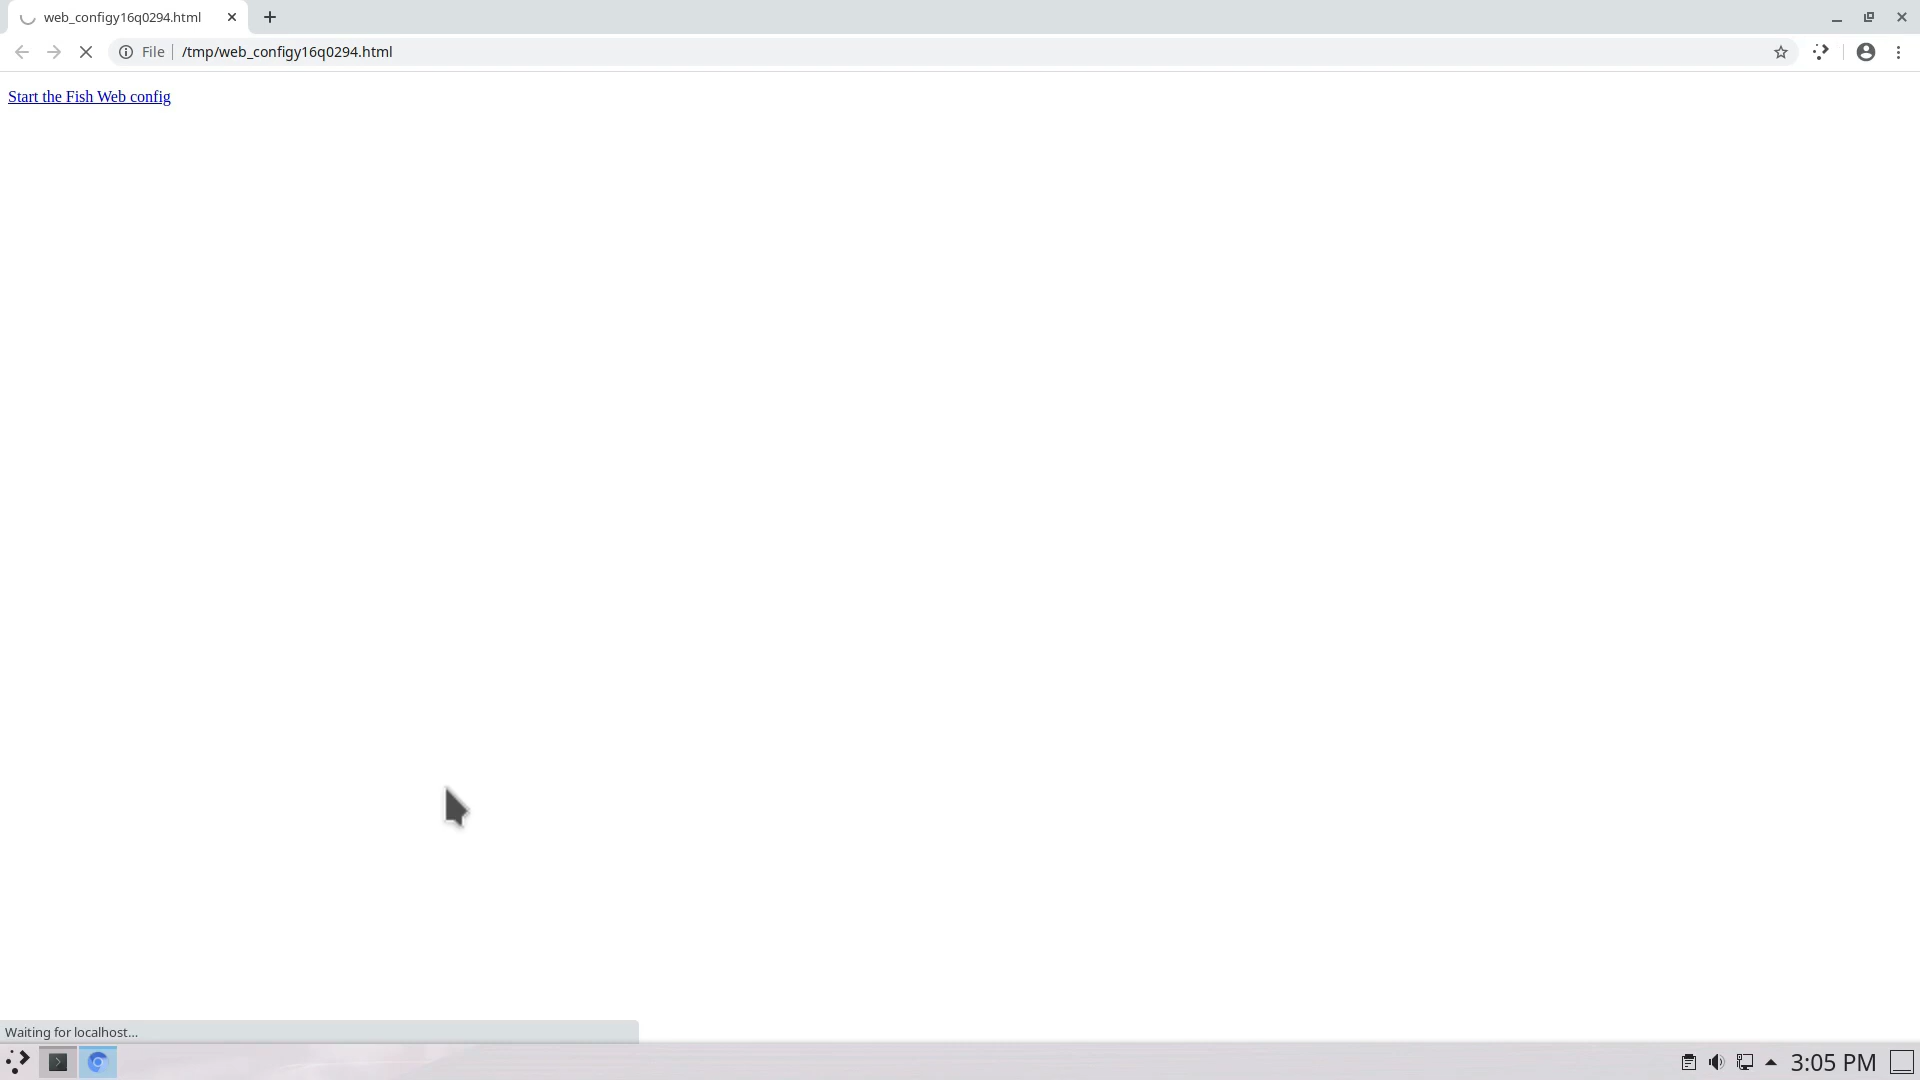 web_configy16q0294.html
File /tmp/web_configy16q0294.html
Start the Fish Web config
Waiting for localhost...
3:05 PM